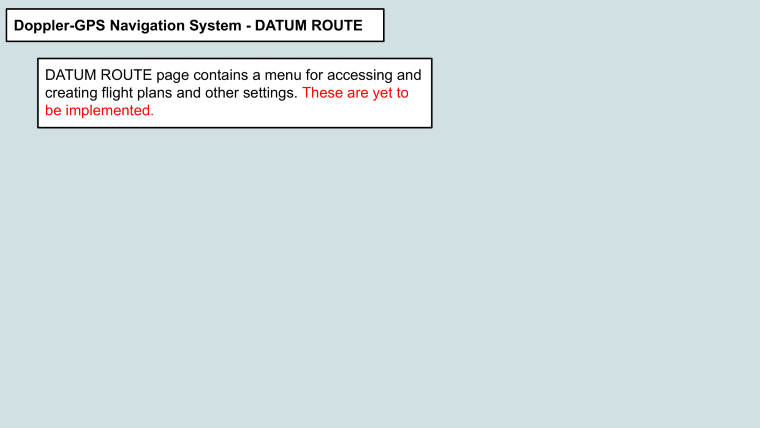 Doppler-GPS Navigation System - DATUM ROUTE
DATUM ROUTE page contains a menu for accessing and
creating flight plans and other settings. These are yet to
be implemented.